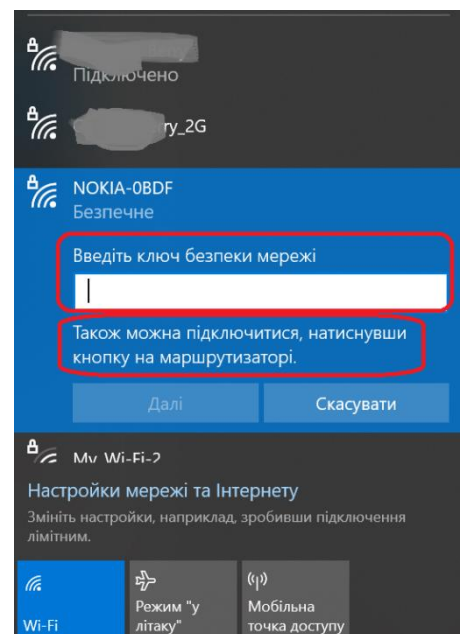 Підключено
ry_2G
NOKIA-0BDF
Безпечне
Введіть ключ безпеки мережі
Також можна підключитися, натиснувши
кнопку на маршрутизаторі.
Далі
Скасувати
My Wi-Fi-2
Настройки мережі та Інтернету
Змініть настройки, наприклад, зробивши підключення
лімітним.
Wi-Fi
Режим "у
літаку"
Мобільна
точка доступу